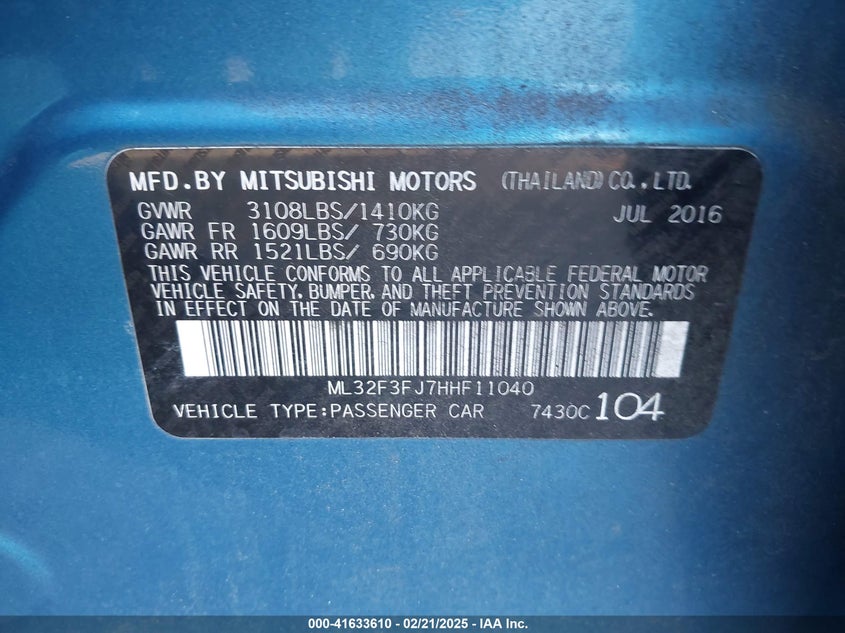 MFD.BY MITSUBISHI MOTORS (THAILAND) CO., LTD.
GVWR 3108LBS/1410KG JUL 2016
GAWR FR 1609LBS/ 730KG
GAWR RR 1521LBS/ 690KG
THIS VEHICLE CONFORMS TO ALL APPLICABLE FEDERAL MOTOR
VEHICLE SAFETY, BUMPER, AND THEFT PREVENTION STANDARDS
IN EFFECT ON THE DATE OF MANUFACTURE SHOWN ABOVE.
ML32F3FJ7HHF11040
VEHICLE TYPE:PASSENGER CAR 7430C 104
000-41633610 - 02/21/2025 - IAA Inc.